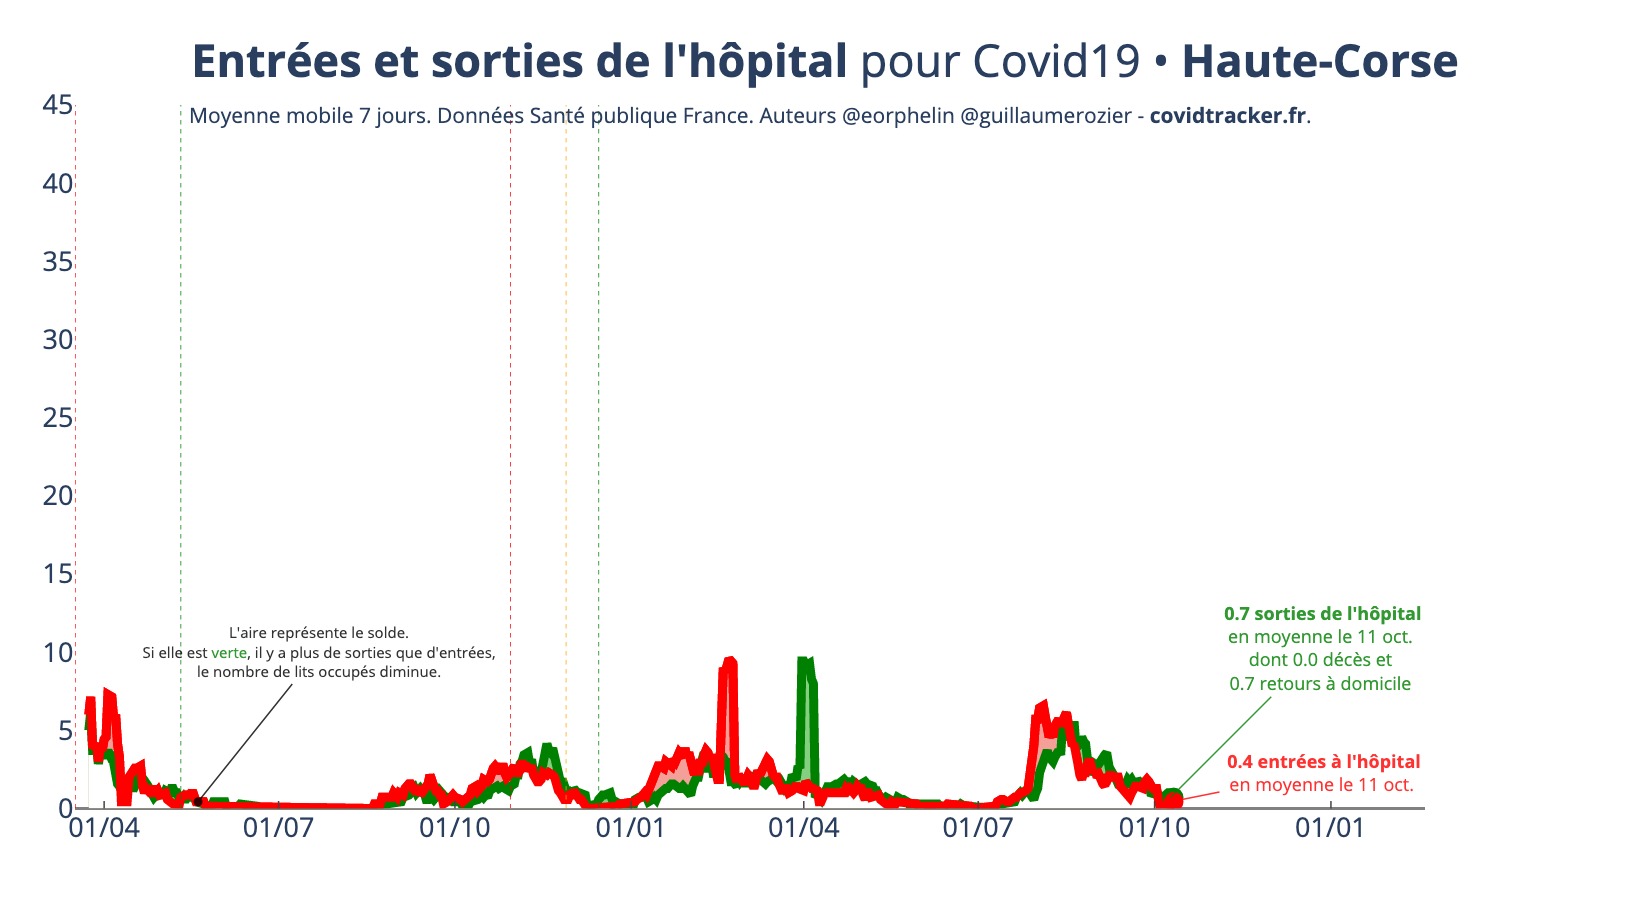 Entrées et sorties de l'hôpital pour Covid19 • Haute-Corse
Moyenne mobile 7 jours. Données Santé publique France. Auteurs @eorphelin @guillaumerozier - covidtracker.fr.
45
40
35
30
25
20
15
10
5
0
L'aire représente le solde.
Si elle est verte, il y a plus de sorties que d'entrées,
le nombre de lits occupés diminue.
0.7 sorties de l'hôpital
en moyenne le 11 oct.
dont 0.0 décès et
0.7 retours à domicile
0.4 entrées à l'hôpital
en moyenne le 11 oct.
01/04 01/07 01/10 01/01 01/04 01/07 01/10 01/01